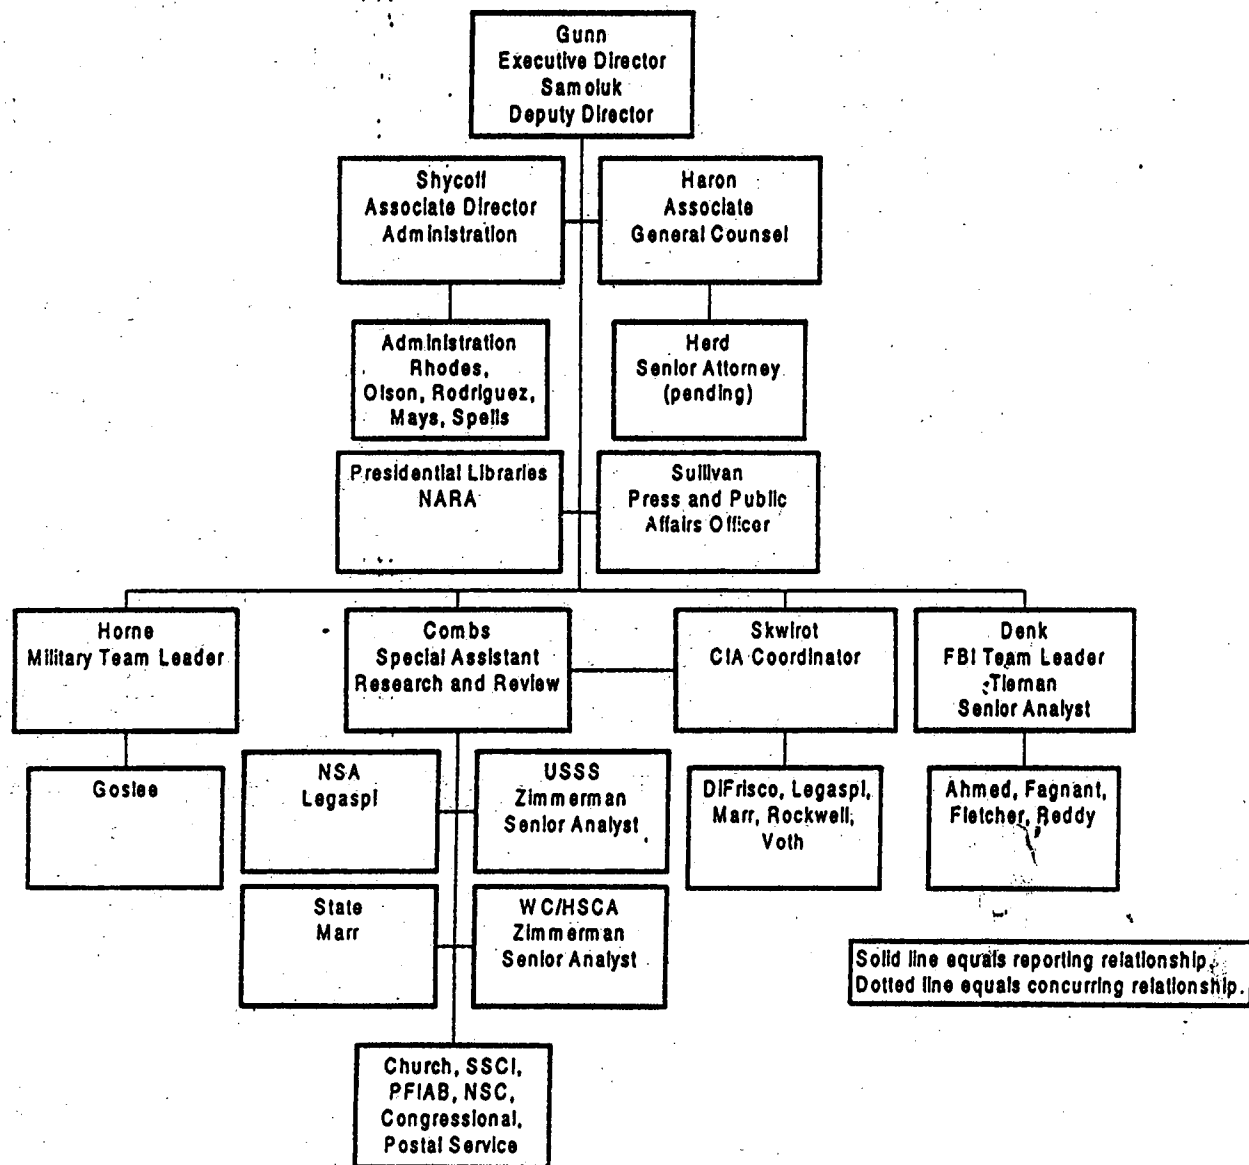 Gunn
Executive Director
Samoluk
Deputy Director
Shycoff
Associate Director
Administration
Haron
Associate
General Counsel
Administration
Rhodes,
Olson, Rodriguez,
Mays, Spells
Herd
Senior Attorney
(pending)
Presidential Libraries
NARA
Sullivan
Press and Public
Affairs Officer
Horne
Military Team Leader
Combs
Special Assistant
Research and Review
Skwirot
CIA Coordinator
Denk
FBI Team Leader
Tiernan
Senior Analyst
Goslee
NSA
Legaspi
USSS
Zimmerman
Senior Analyst
DiFrisco, Legaspi,
Marr, Rockwell,
Voth
Ahmed, Fagnant,
Fletcher, Reddy
State
Marr
WC/HSCA
Zimmerman
Senior Analyst
Solid line equals reporting relationship.
Dotted line equals concurring relationship.
Church, SSCI,
PFIAB, NSC,
Congressional,
Postal Service